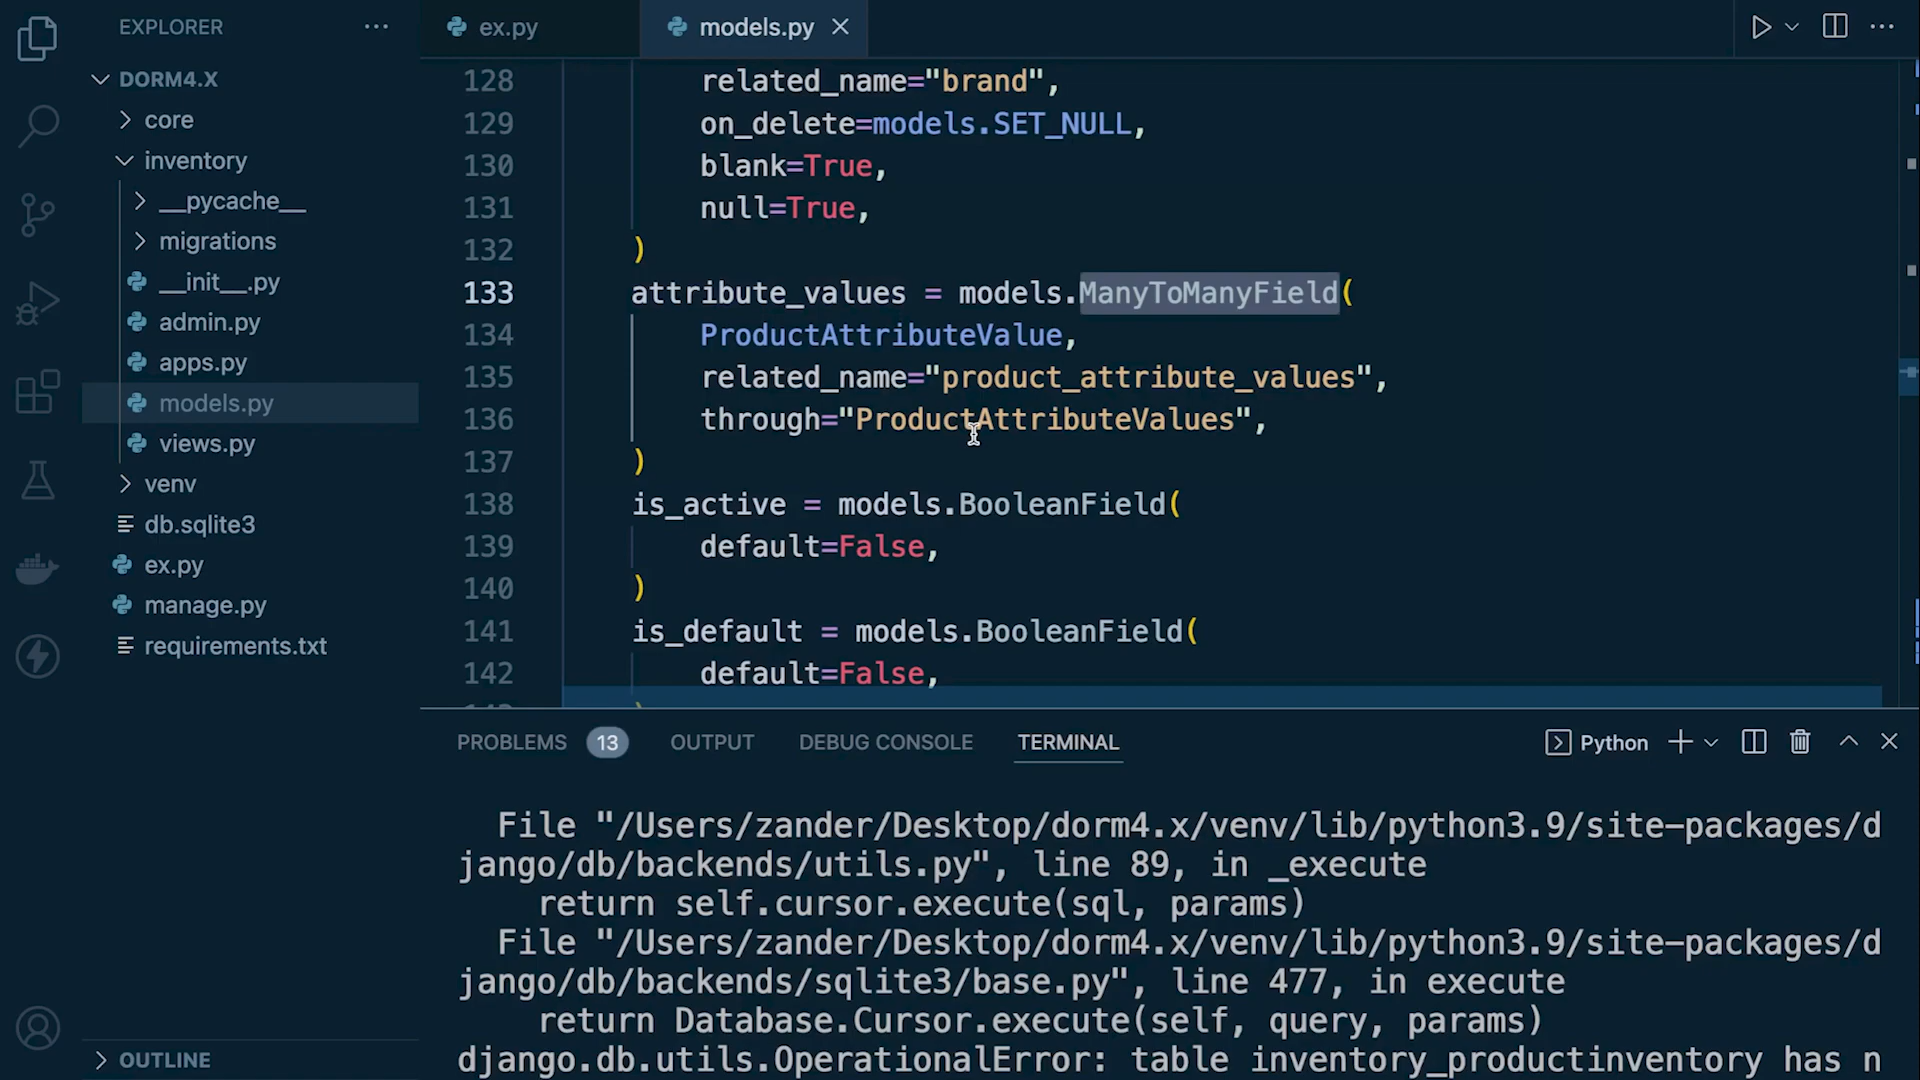 EXPLORER
DORM4.X
core
inventory
__pycache__
migrations
__init__.py
admin.py
apps.py
models.py
views.py
venv
db.sqlite3
ex.py
manage.py
requirements.txt
OUTLINE
ex.py
models.py
128 related_name="brand",
129 on_delete=models.SET_NULL,
130 blank=True,
131 null=True,
132 )
133 attribute_values = models.ManyToManyField(
134 ProductAttributeValue,
135 related_name="product_attribute_values",
136 through="ProductAttributeValues",
137 )
138 is_active = models.BooleanField(
139 default=False,
140 )
141 is_default = models.BooleanField(
142 default=False,
PROBLEMS 13 OUTPUT DEBUG CONSOLE TERMINAL Python
File "/Users/zander/Desktop/dorm4.x/venv/lib/python3.9/site-packages/d
jango/db/backends/utils.py", line 89, in _execute
return self.cursor.execute(sql, params)
File "/Users/zander/Desktop/dorm4.x/venv/lib/python3.9/site-packages/d
jango/db/backends/sqlite3/base.py", line 477, in execute
return Database.Cursor.execute(self, query, params)
django.db.utils.OperationalError: table inventory_productinventory has n